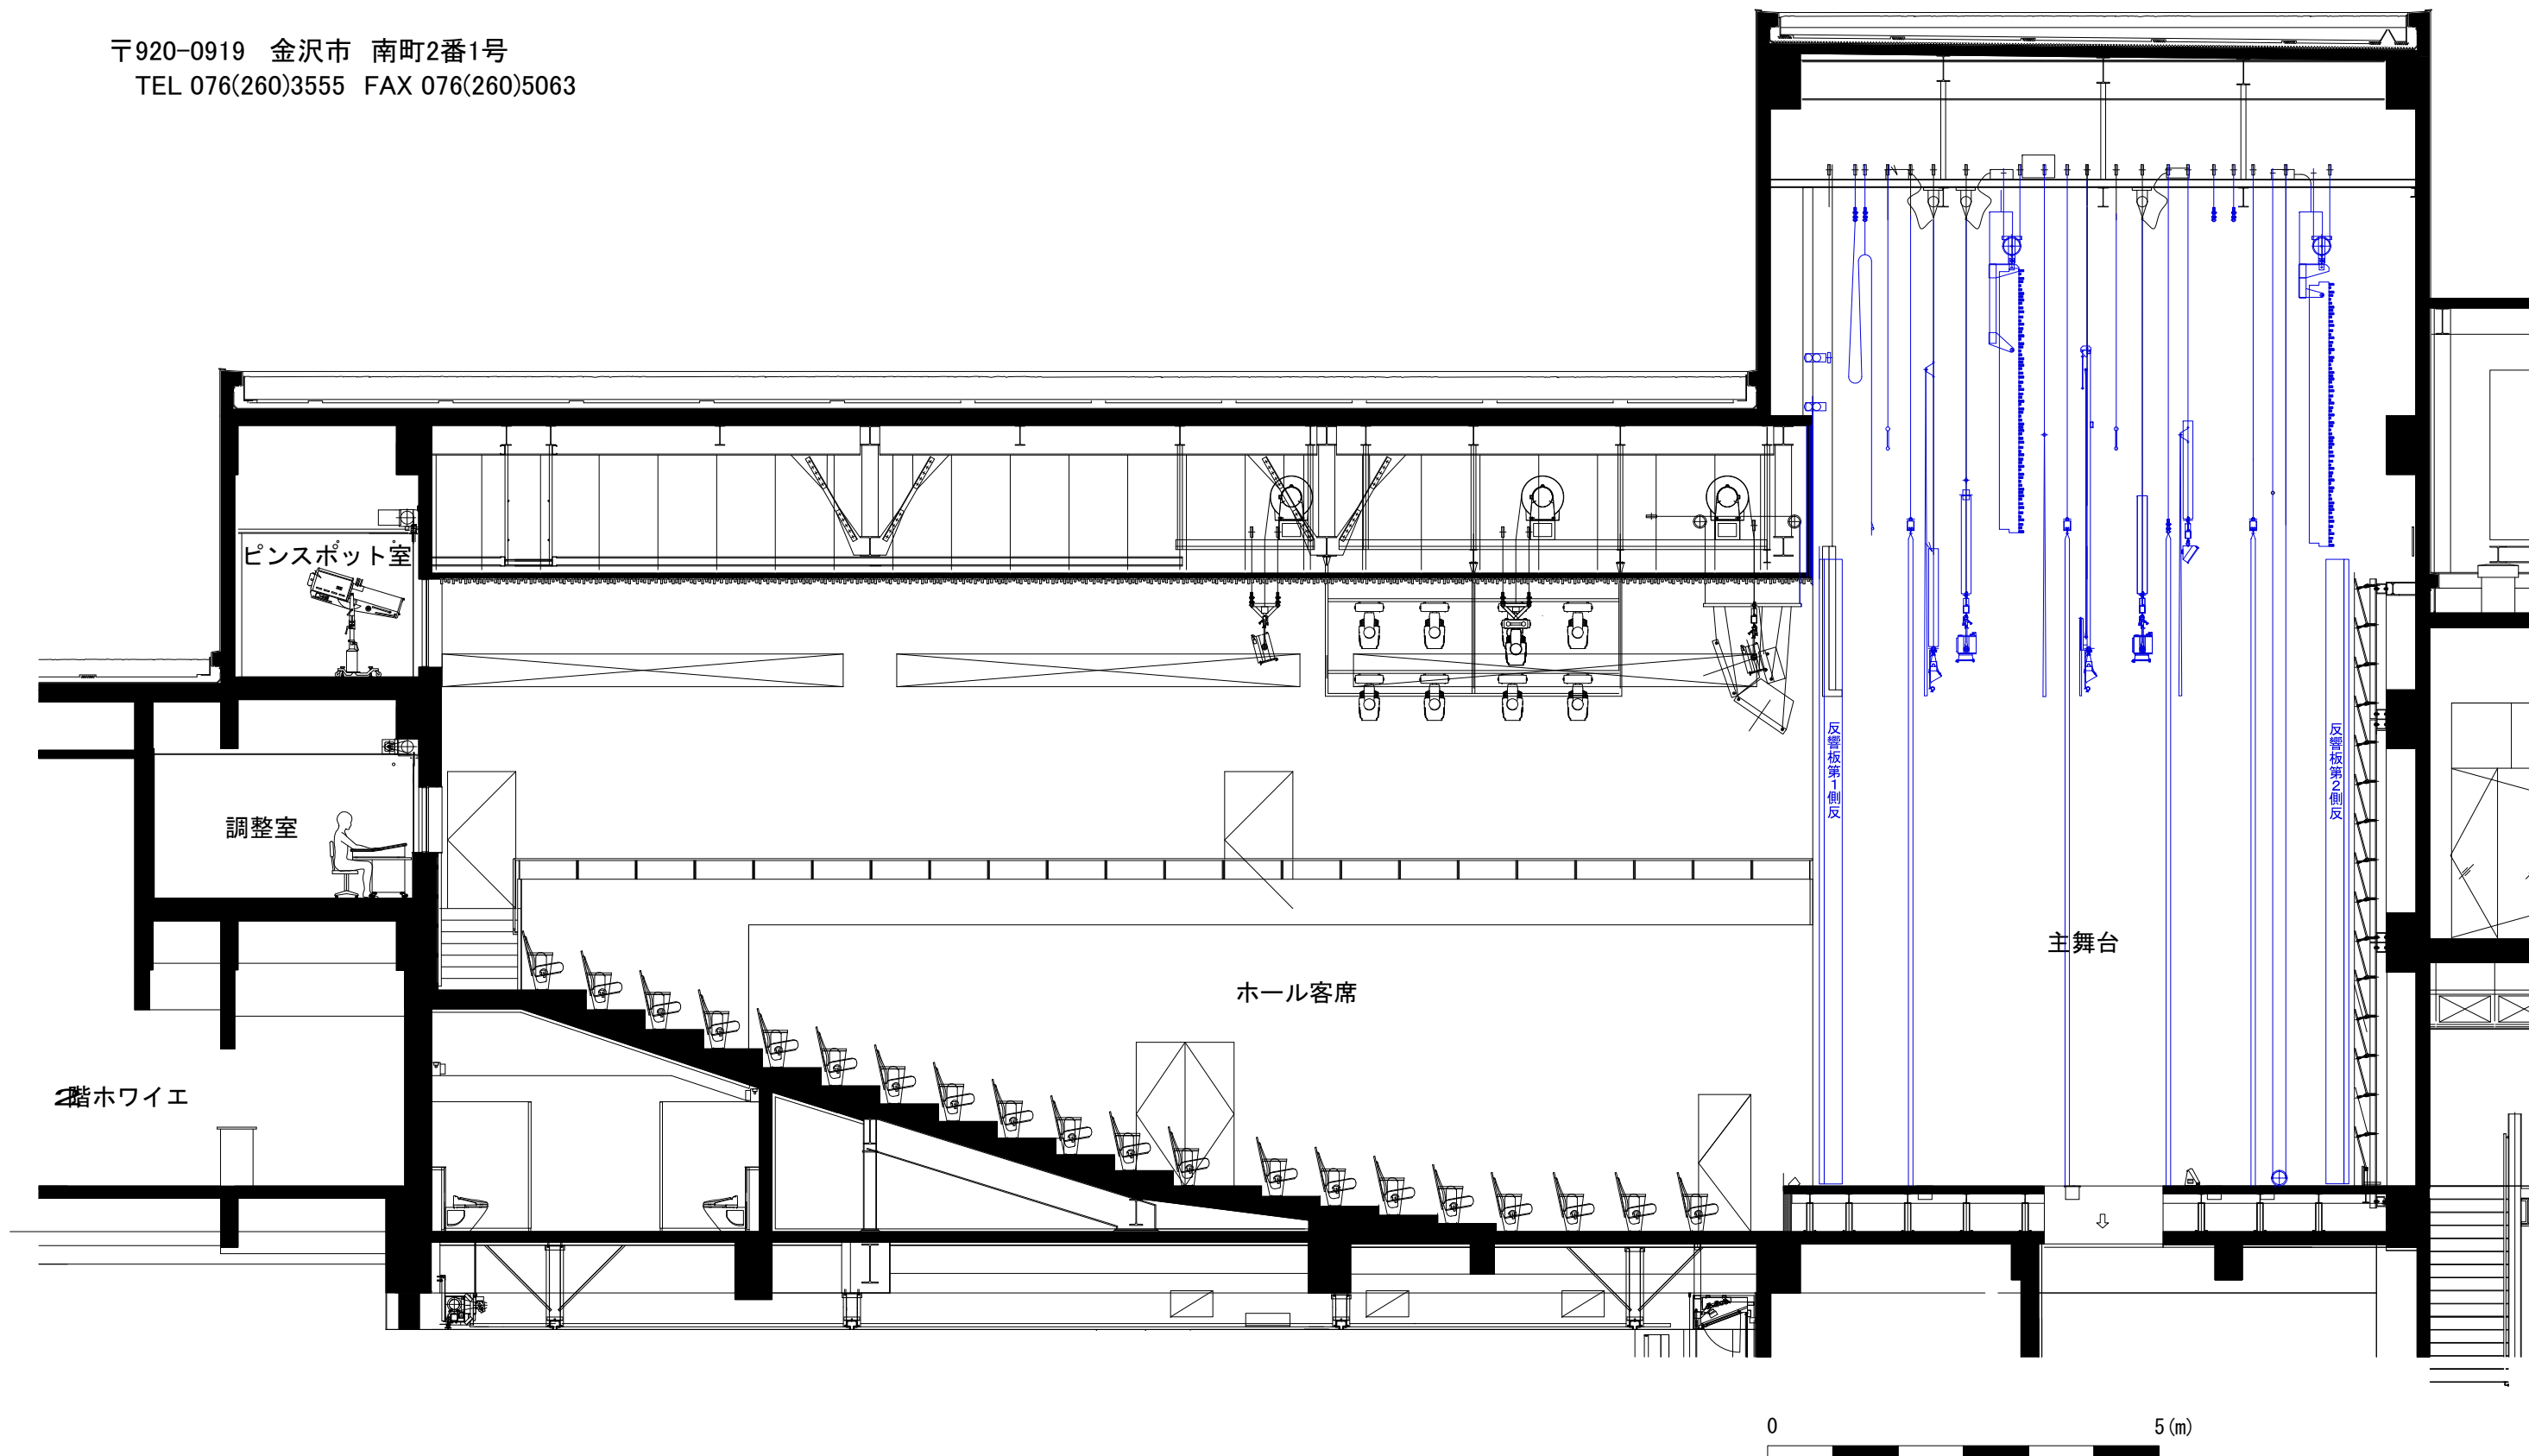 〒920-0919 金沢市 南町2番1号
TEL 076(260)3555 FAX 076(260)5063
ピンスポット室
反響板第1側反
反響板第2側反
調整室
主舞台
ホール客席
2階ホワイエ
0 5(m)